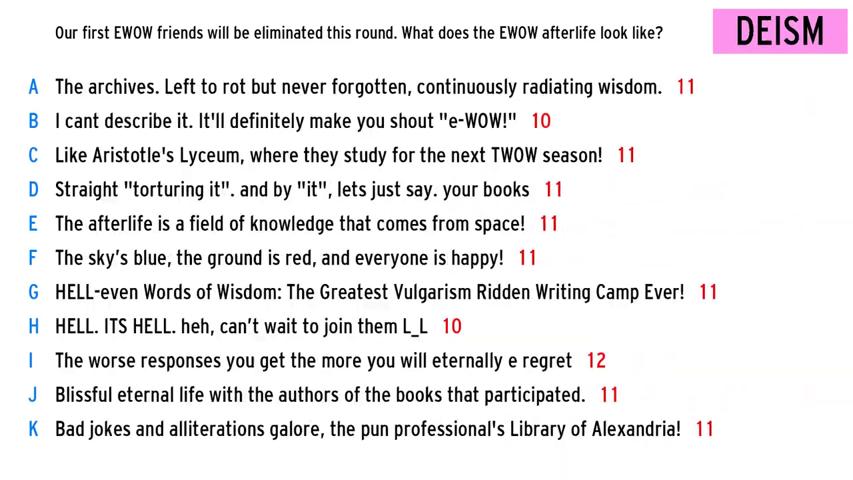 Our first EWOW friends will be eliminated this round. What does the EWOW afterlife look like?
DEISM
A The archives. Left to rot but never forgotten, continuously radiating wisdom. 11
B I cant describe it. It'll definitely make you shout "e-WOW!" 10
C Like Aristotle's Lyceum, where they study for the next TWOW season! 11
D Straight "torturing it". and by "it", lets just say. your books 11
E The afterlife is a field of knowledge that comes from space! 11
F The sky’s blue, the ground is red, and everyone is happy! 11
G HELL-even Words of Wisdom: The Greatest Vulgarism Ridden Writing Camp Ever! 11
H HELL. ITS HELL. heh, can’t wait to join them L_L 10
I The worse responses you get the more you will eternally e regret 12
J Blissful eternal life with the authors of the books that participated. 11
K Bad jokes and alliterations galore, the pun professional's Library of Alexandria! 11